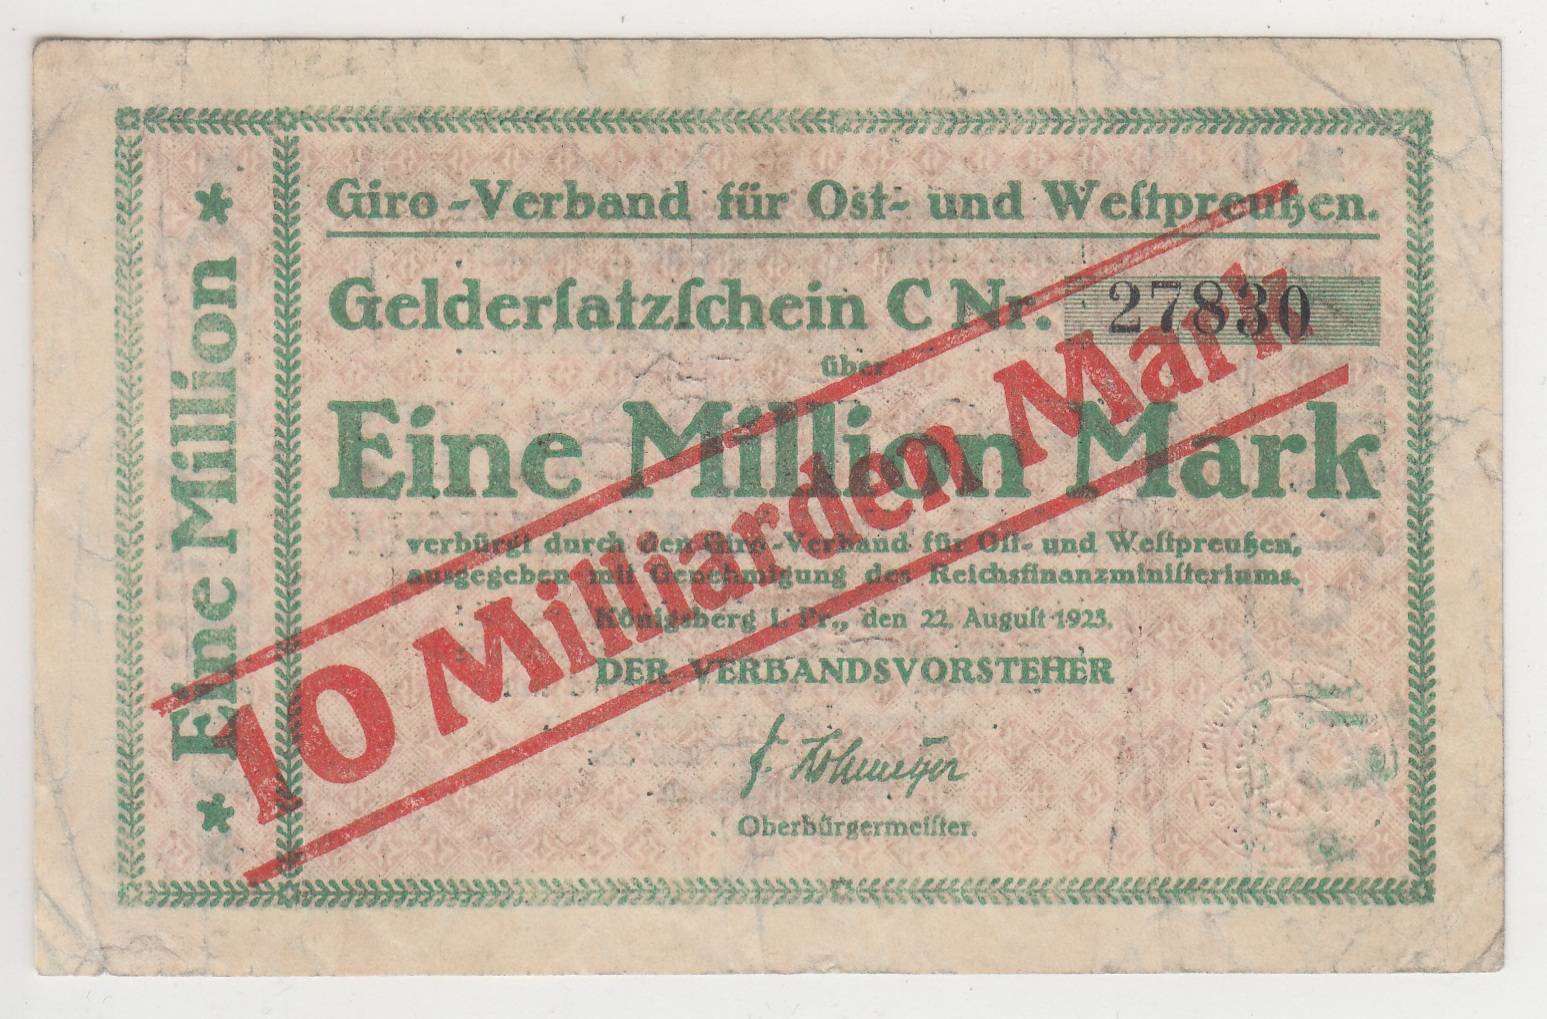 Giro-Verband für Ost- und Weſtpreußen.
Gelderſatzſchein C Nr. 27830
über
Eine Million Mark
verbürgt durch den Giro-Verband für Oſt- und Weſtpreußen,
ausgegeben mit Genehmigung des Reichsfinanzminiſteriums.
Königsberg i. Pr., den 22. Auguſt 1923.
DER VERBANDSVORSTEHER
Oberbürgermeiſter.
* Eine Million *
10 Milliarden Mark